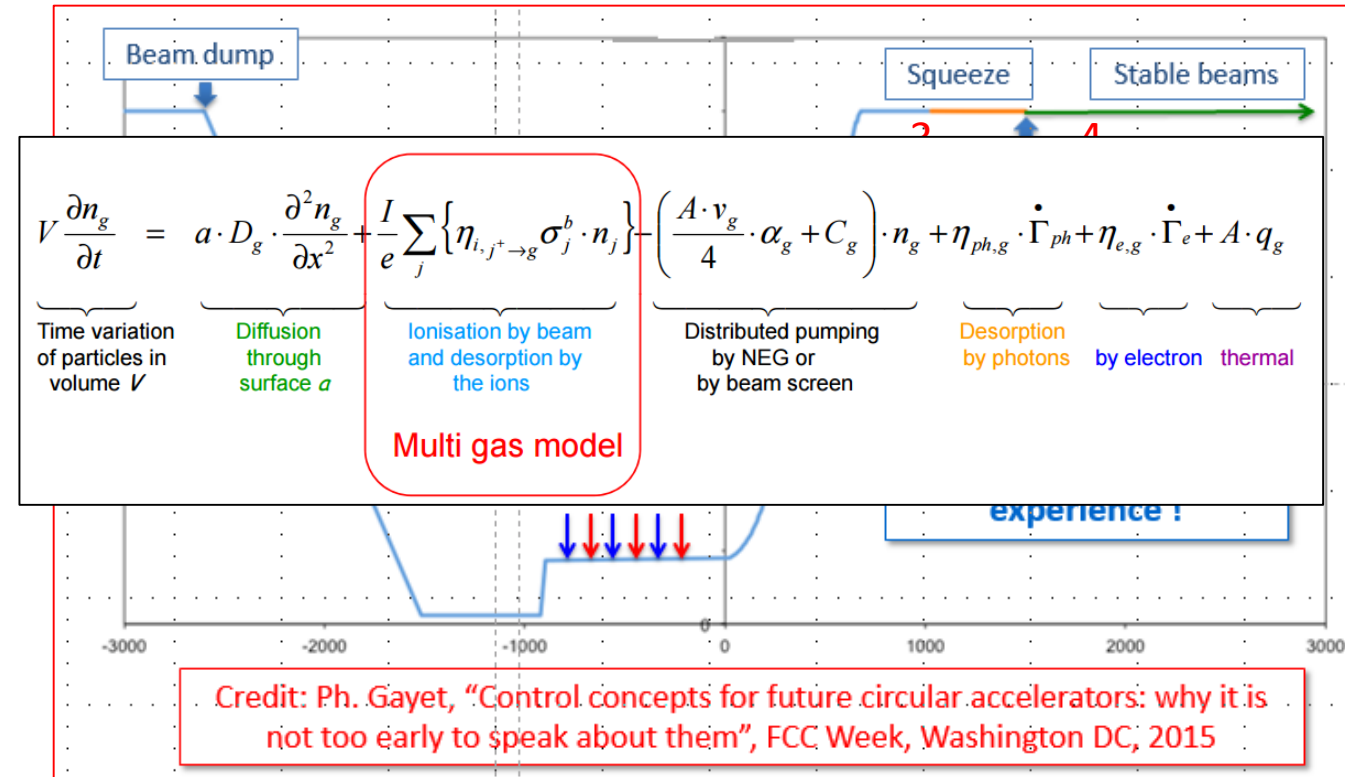 Beam dump
Squeeze
Stable beams
V ∂n_g/∂t = a · D_g · ∂²n_g/∂x² + I/e ∑_j {η_{i,j⁺→g} σ_j^b · n_j} − (A · v_g/4 · α_g + C_g) · n_g + η_{ph,g} · Γ̇_ph + η_{e,g} · Γ̇_e + A · q_g
Time variation
of particles in
volume V
Diffusion
through
surface a
Ionisation by beam
and desorption by
the ions
Distributed pumping
by NEG or
by beam screen
Desorption
by photons
by electron
thermal
Multi gas model
experience !
0
-3000 -2000 -1000 0 1000 2000 3000
Credit: Ph. Gayet, “Control concepts for future circular accelerators: why it is
not too early to speak about them”, FCC Week, Washington DC, 2015